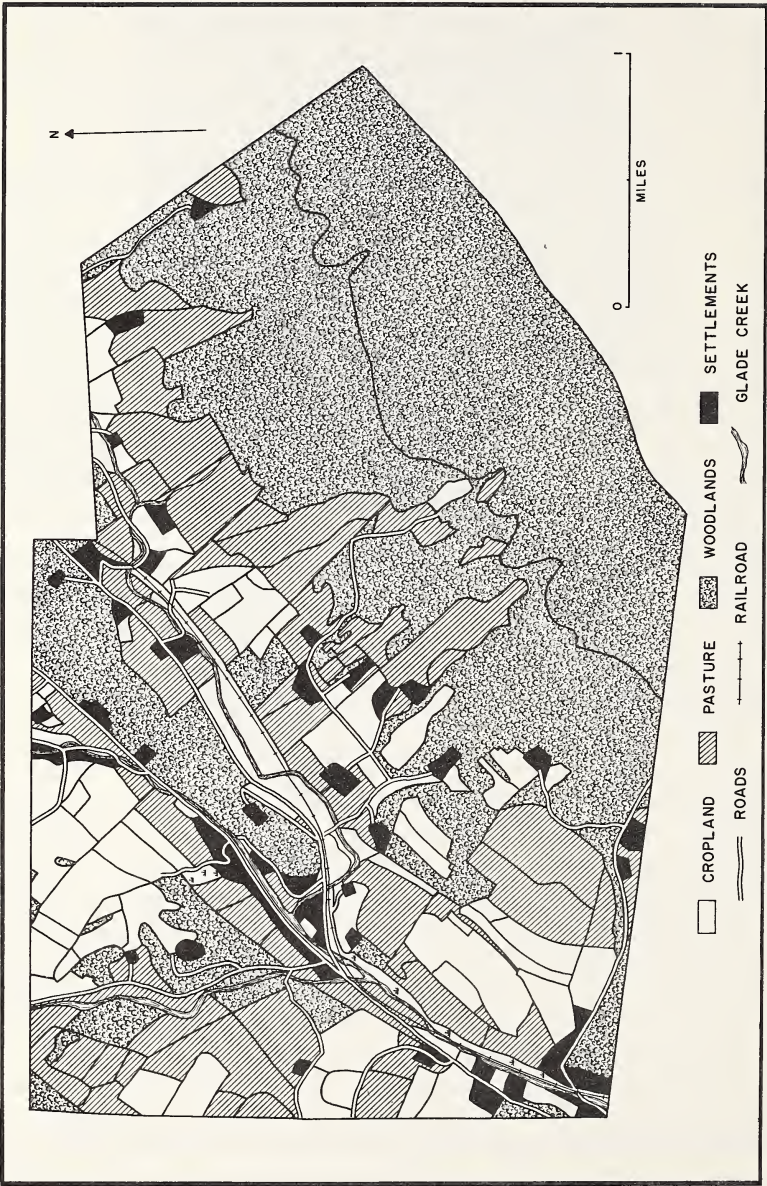 N
0 1
MILES
CROPLAND PASTURE WOODLANDS SETTLEMENTS
ROADS RAILROAD GLADE CREEK